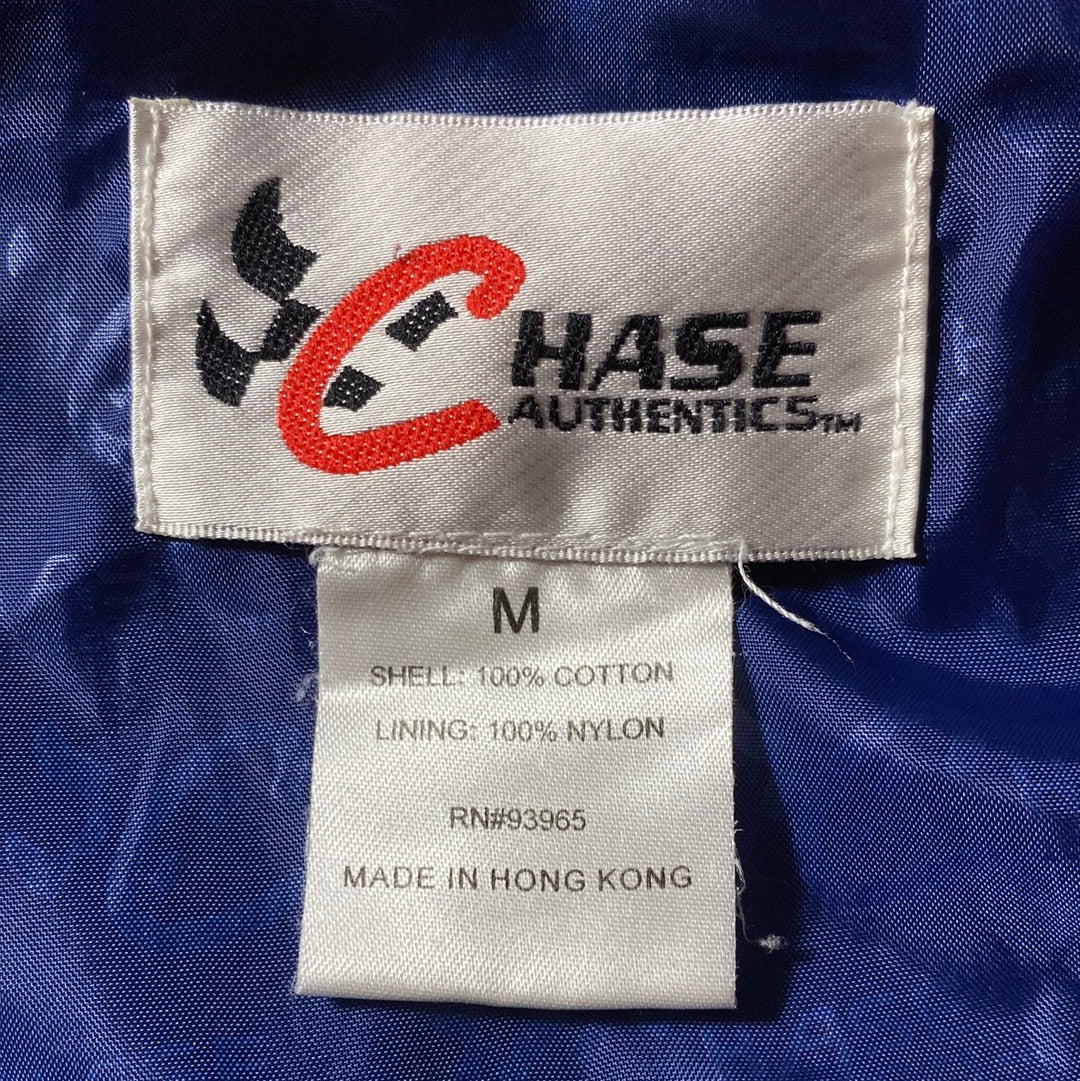 CHASE
AUTHENTICS™
M
SHELL: 100% COTTON
LINING: 100% NYLON
RN#93965
MADE IN HONG KONG